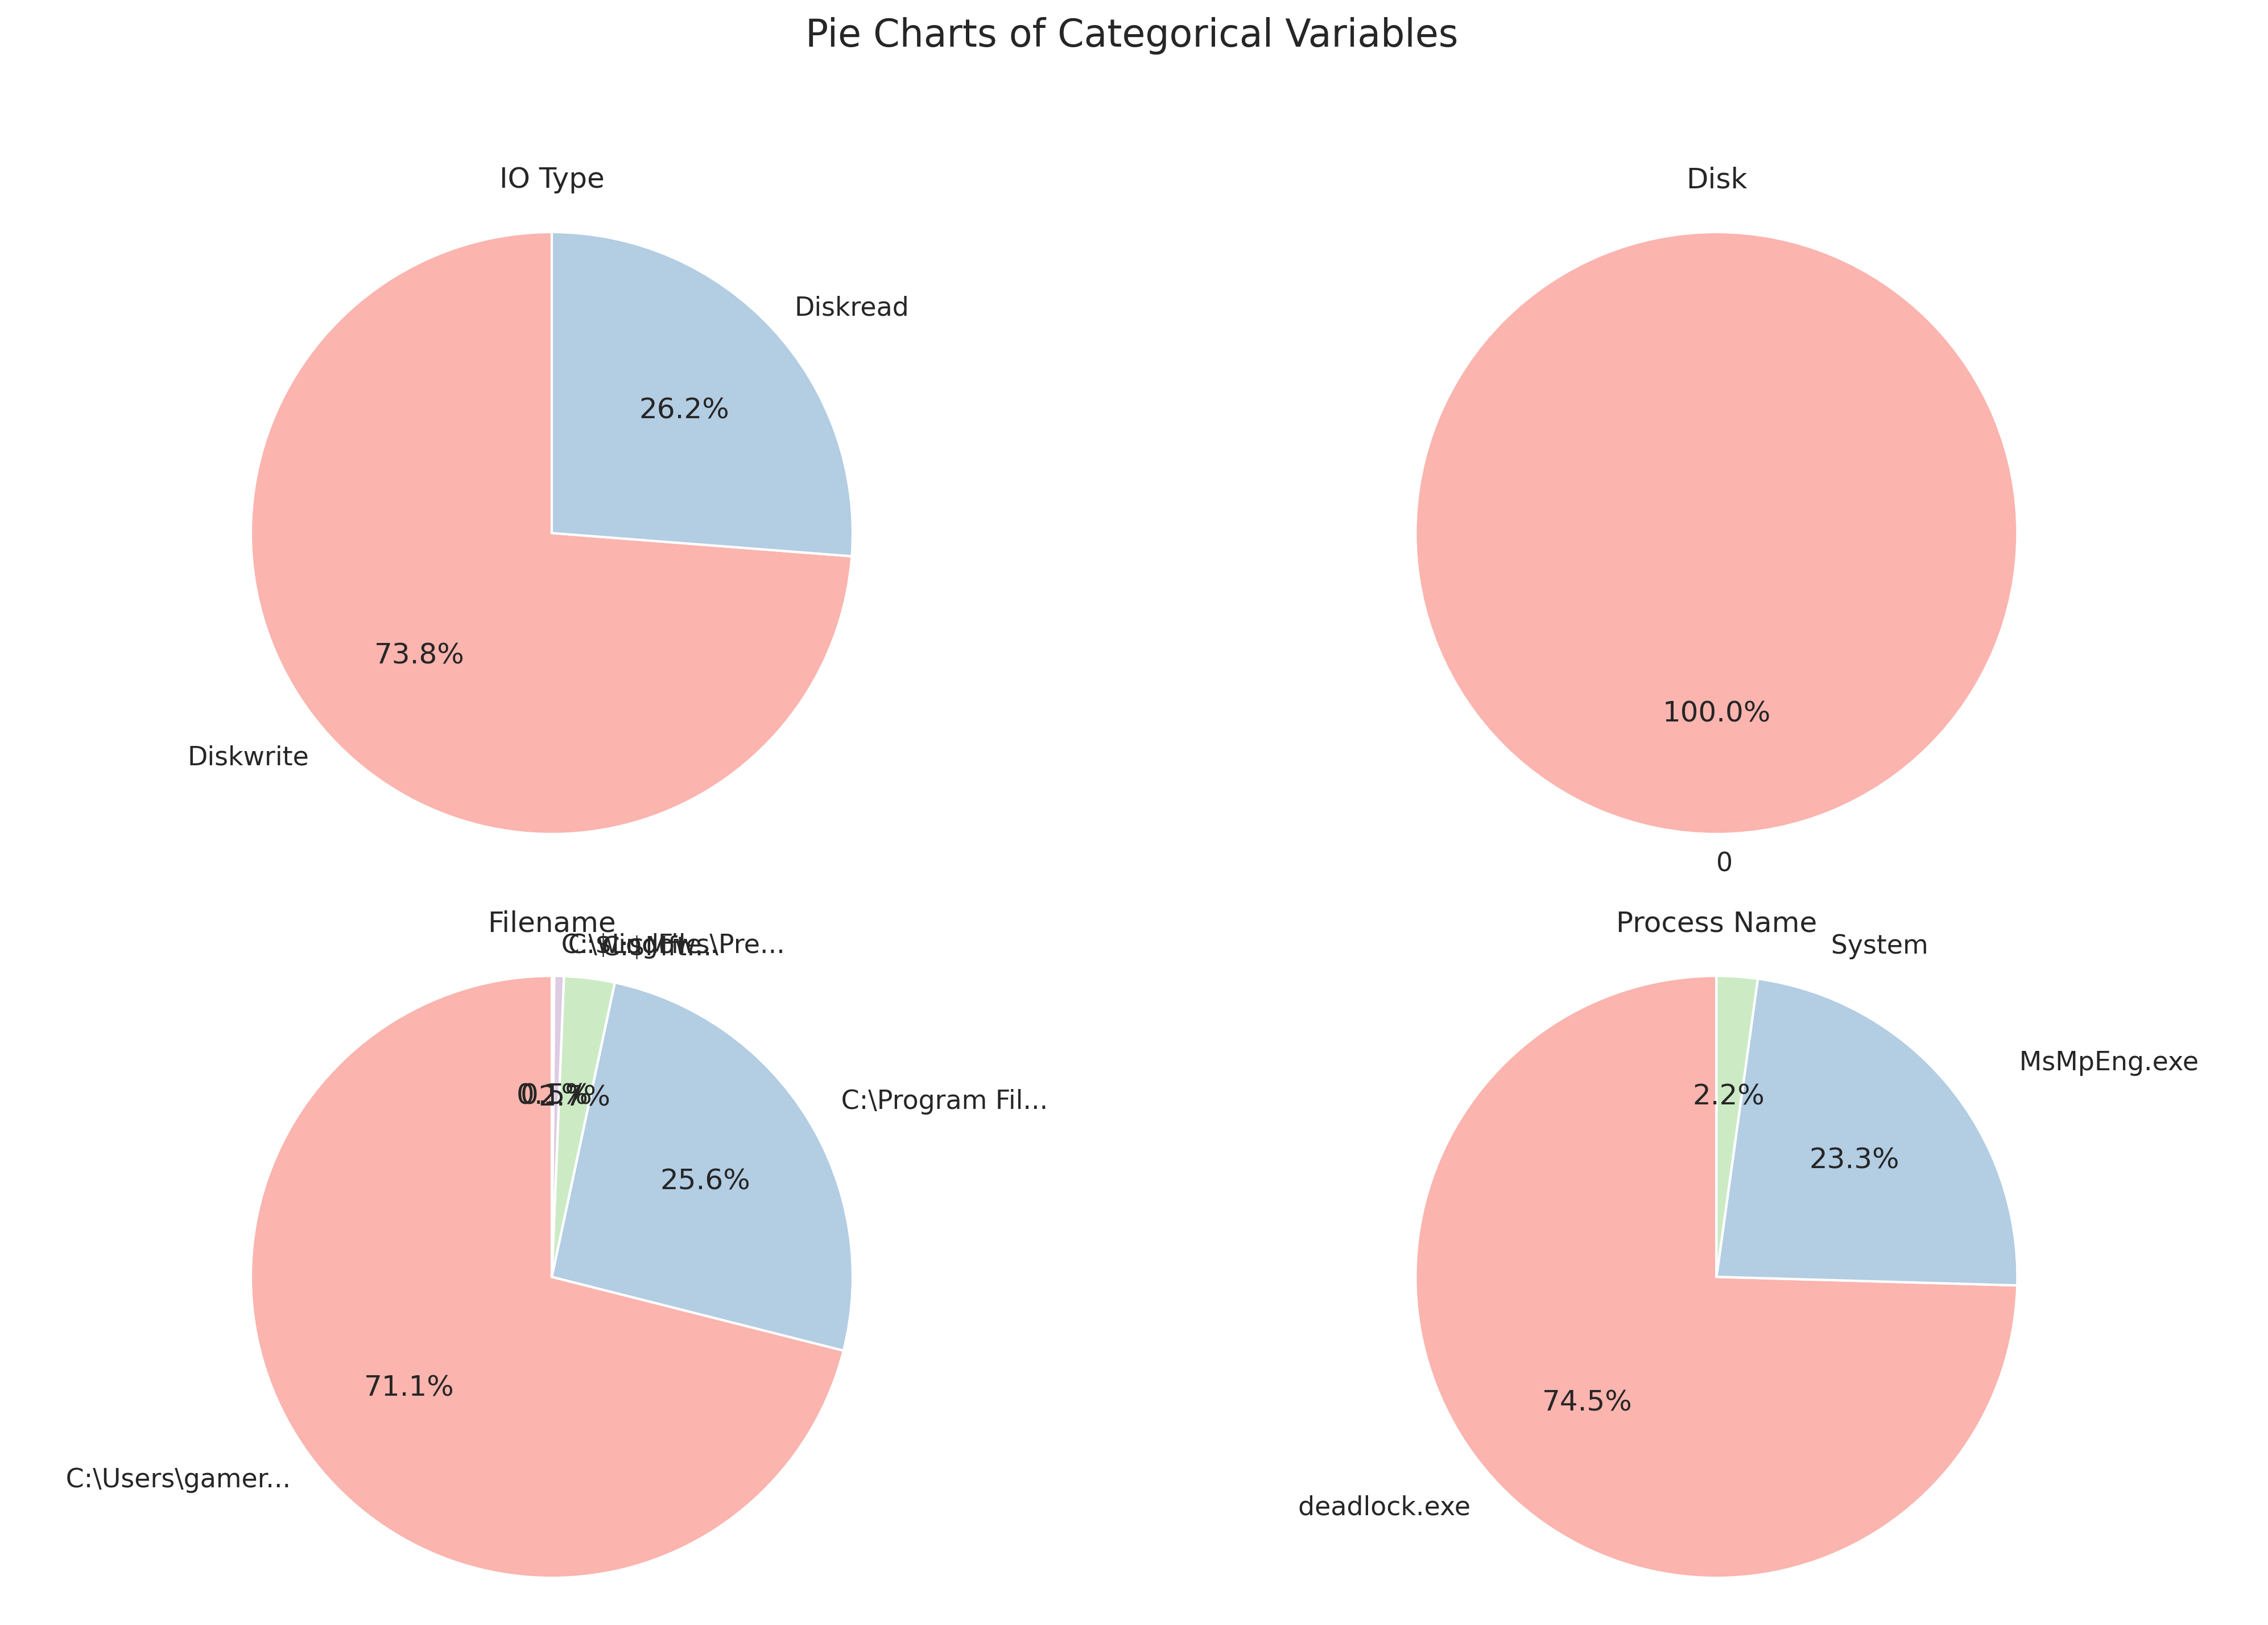 Pie Charts of Categorical Variables
IO Type
Disk
Diskread
26.2%
73.8%
Diskwrite
100.0%
0
Filename
C:\Program Fil...
25.6%
71.1%
C:\Users\gamer...
Process Name
System
MsMpEng.exe
2.2%
23.3%
74.5%
deadlock.exe